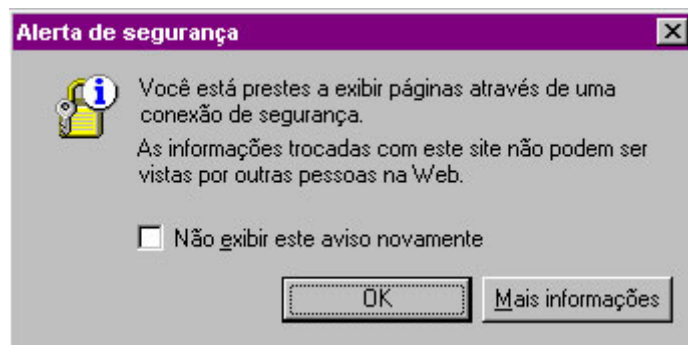 Alerta de segurança
Você está prestes a exibir páginas através de uma
conexão de segurança.
As informações trocadas com este site não podem ser
vistas por outras pessoas na Web.
Não exibir este aviso novamente
OK
Mais informações